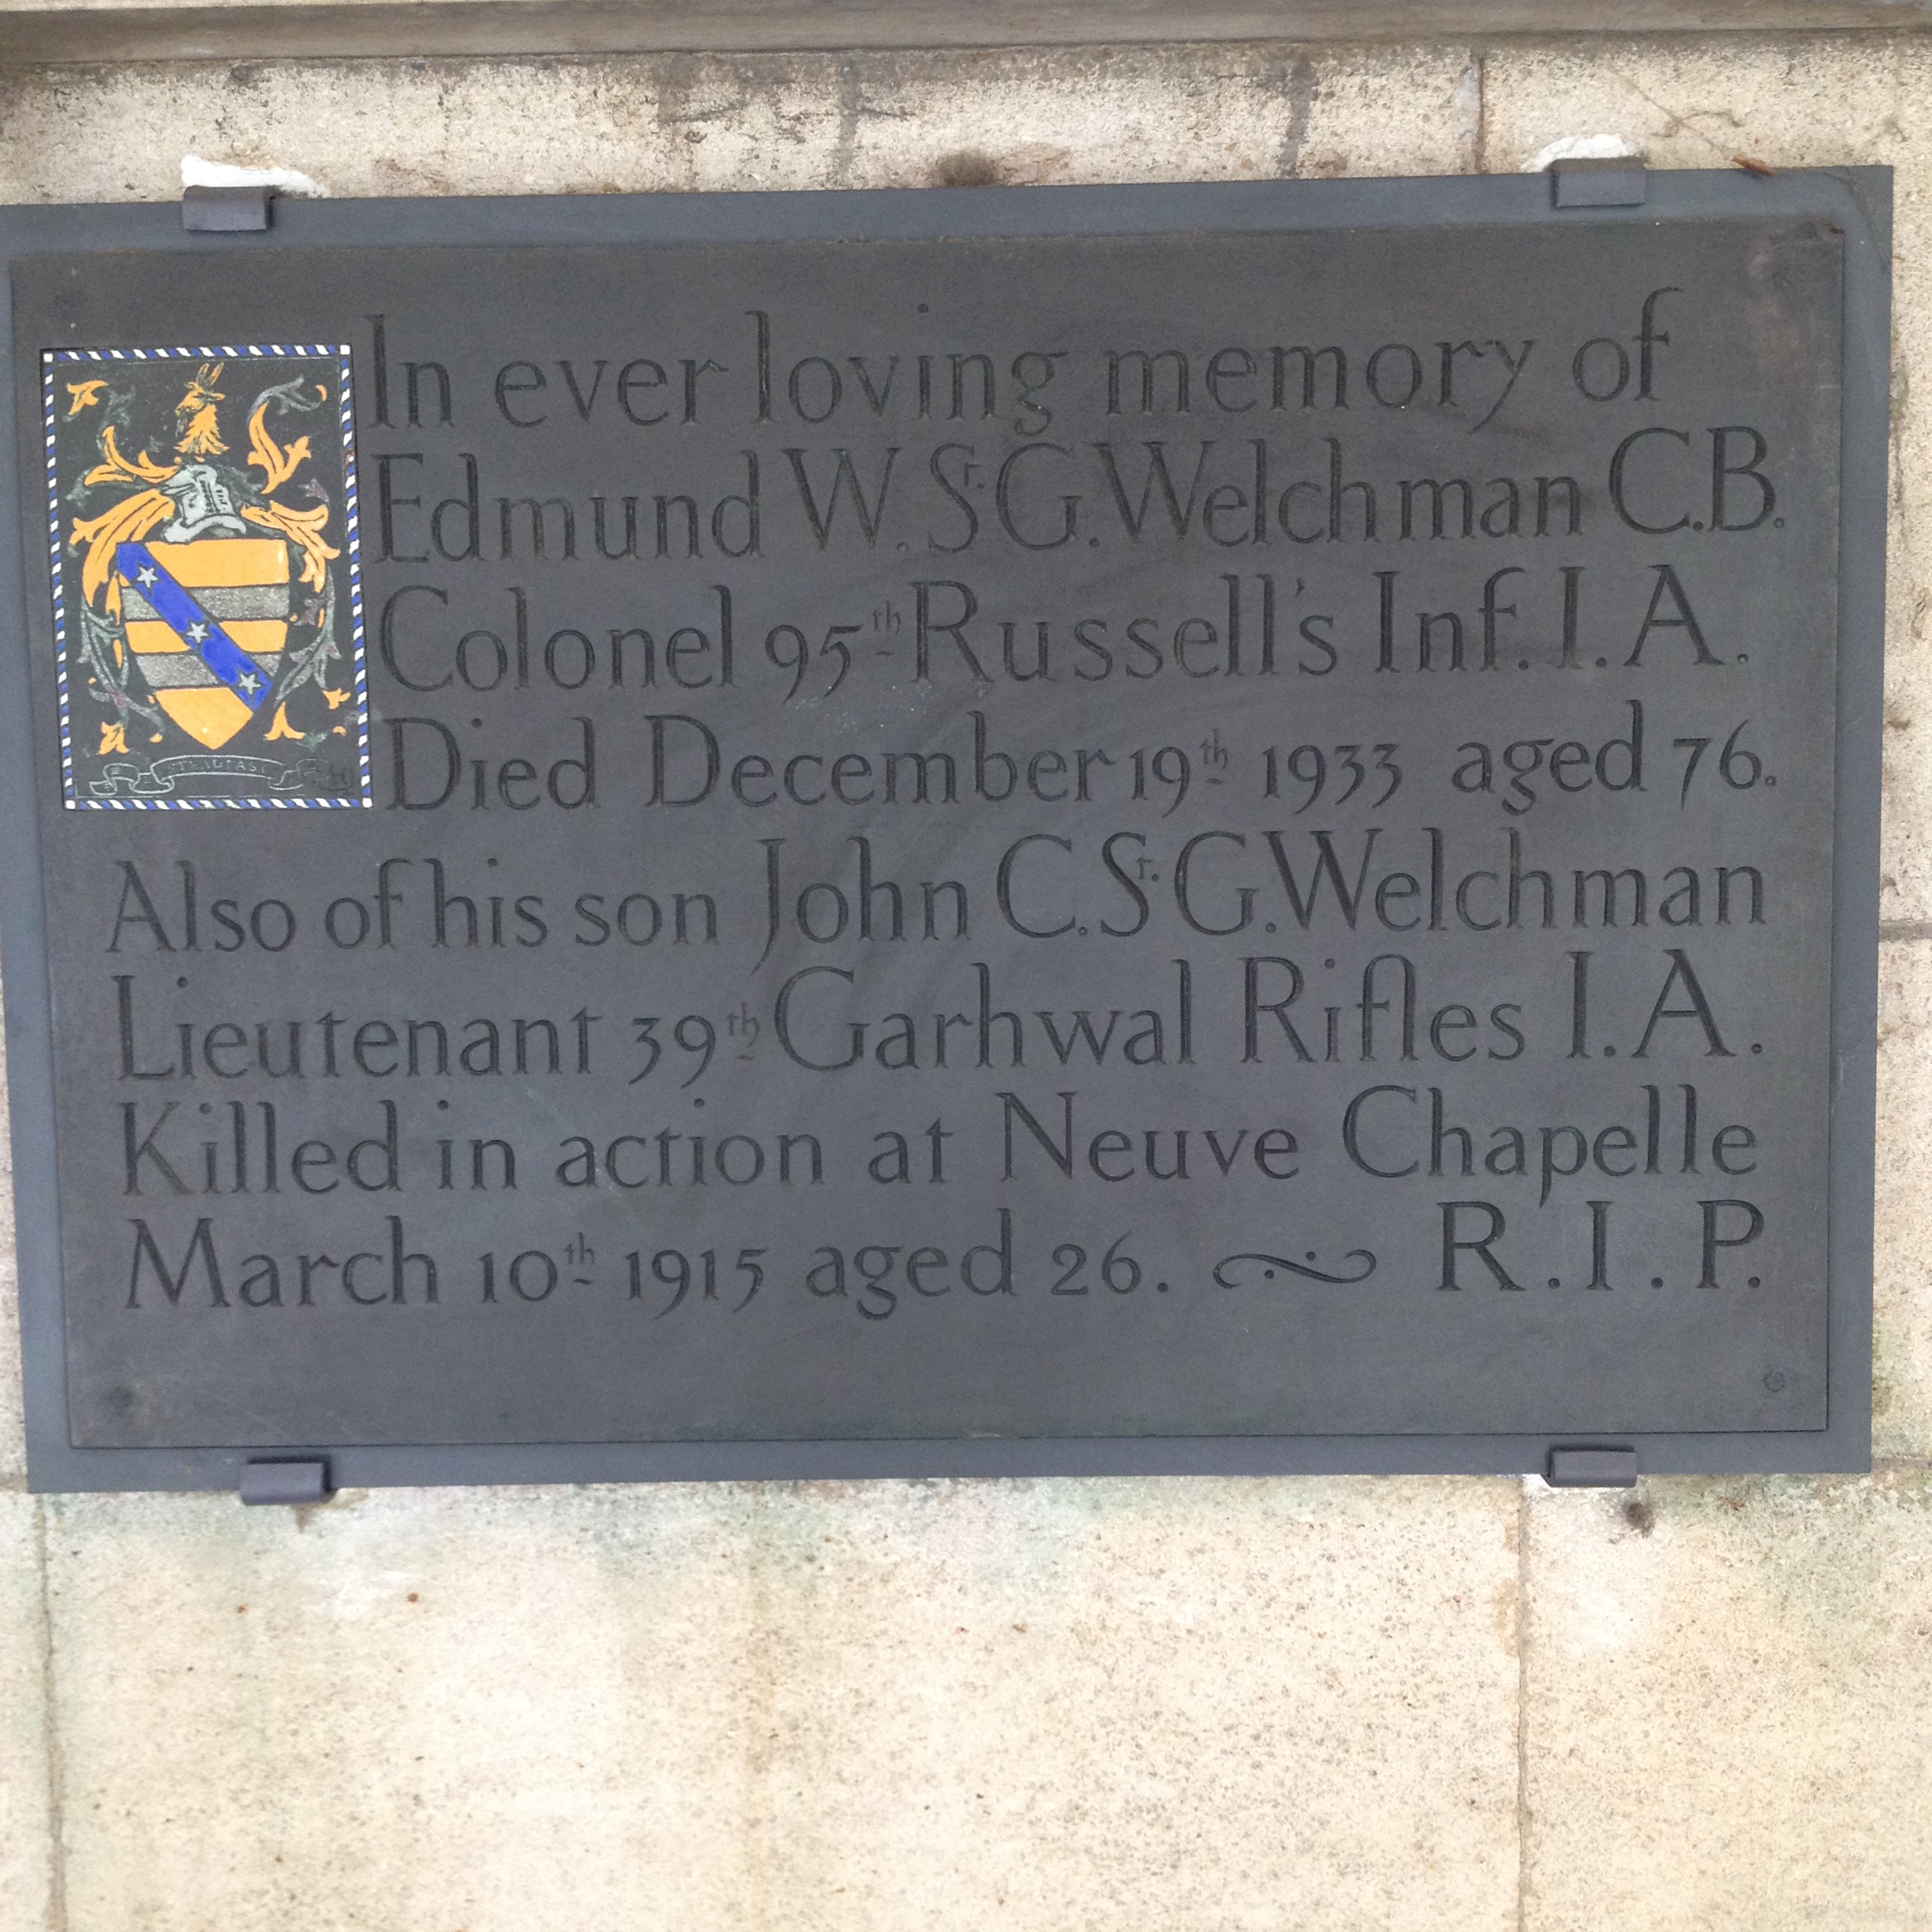 In ever loving memory of
Edmund W. St. G. Welchman C.B.
Colonel 95th Russell's Inf. I. A.
Died December 19th 1933 aged 76.
STEADFAST
Also of his son John C. St. G. Welchman
Lieutenant 39th Garhwal Rifles I. A.
Killed in action at Neuve Chapelle
March 10th 1915 aged 26. R. I. P.